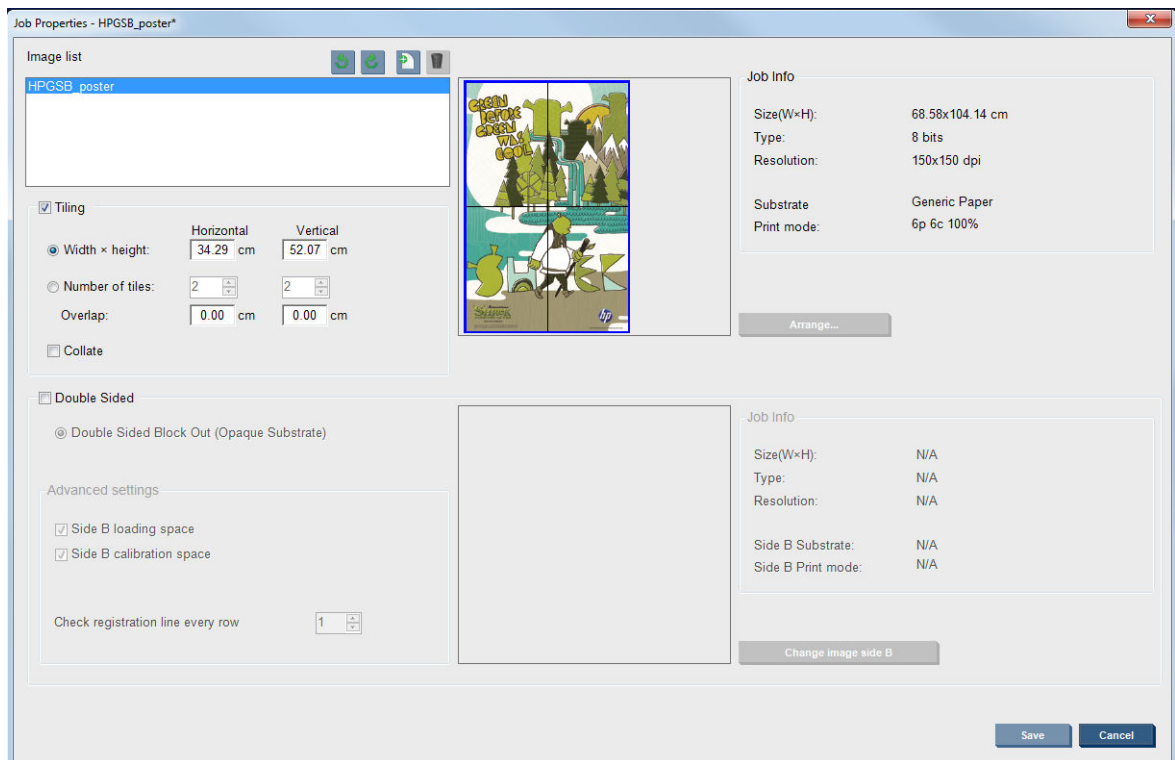 Job Properties - HPGSB_poster*
Image list
HPGSB_poster
GREEN
BEFORE
GREEN
WAS
COOL
SHREK
hp
Job Info
Size(W×H): 68.58x104.14 cm
Type: 8 bits
Resolution: 150x150 dpi
Substrate Generic Paper
Print mode: 6p 6c 100%
Arrange...
Tiling
Horizontal Vertical
Width × height: 34.29 cm 52.07 cm
Number of tiles: 2 2
Overlap: 0.00 cm 0.00 cm
Collate
Double Sided
Double Sided Block Out (Opaque Substrate)
Advanced settings
Side B loading space
Side B calibration space
Check registration line every row 1
Job Info
Size(W×H): N/A
Type: N/A
Resolution: N/A
Side B Substrate: N/A
Side B Print mode: N/A
Change image side B
Save Cancel